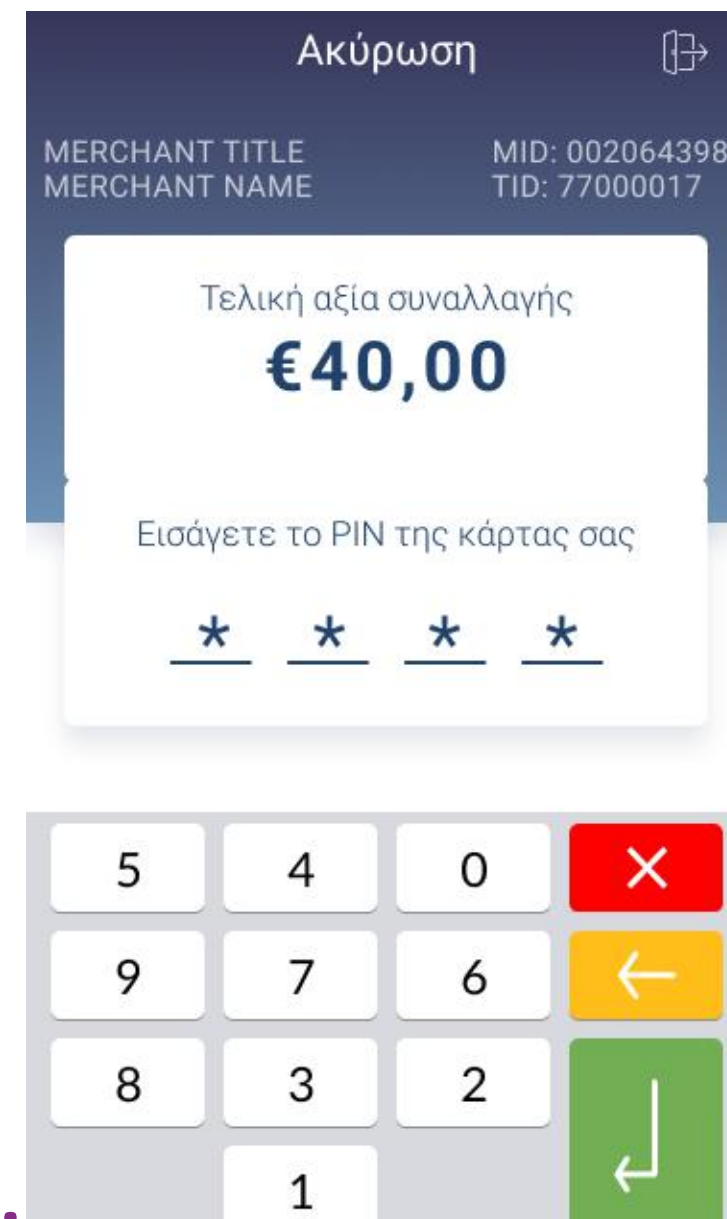 Ακύρωση
MERCHANT TITLE MID: 002064398
MERCHANT NAME TID: 77000017
Τελική αξία συναλλαγής
€40,00
Εισάγετε το PIN της κάρτας σας
* * * *
5 4 0
9 7 6
8 3 2
1